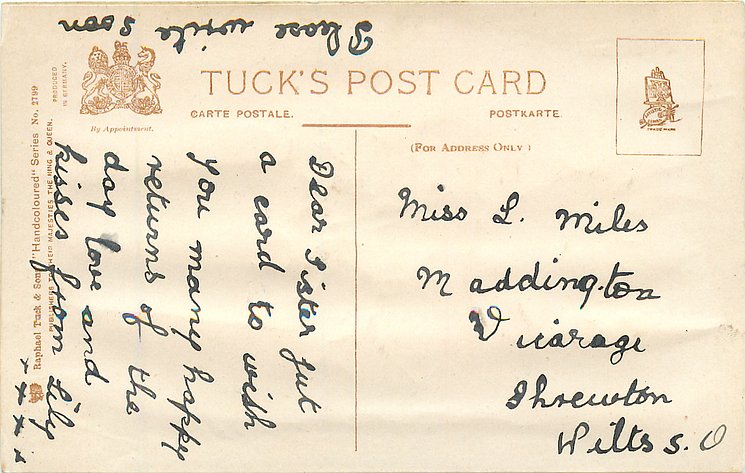 Please write soon
TUCK'S POST CARD
CARTE POSTALE.
POSTKARTE
By Appointment.
(FOR ADDRESS ONLY)
PRODUCED
IN GERMANY.
Raphael Tuck & Sons' "Handcoloured" Series No. 2799
PUBLISHERS TO THEIR MAJESTIES THE KING & QUEEN.
TRADE MARK
Dear Sister Jut
a card to wish
you many happy
returns of the
day love and
kisses from Lily
x x x x
Miss L. Miles
Maddington
Vicarage
Shrewton
Wilts S.O